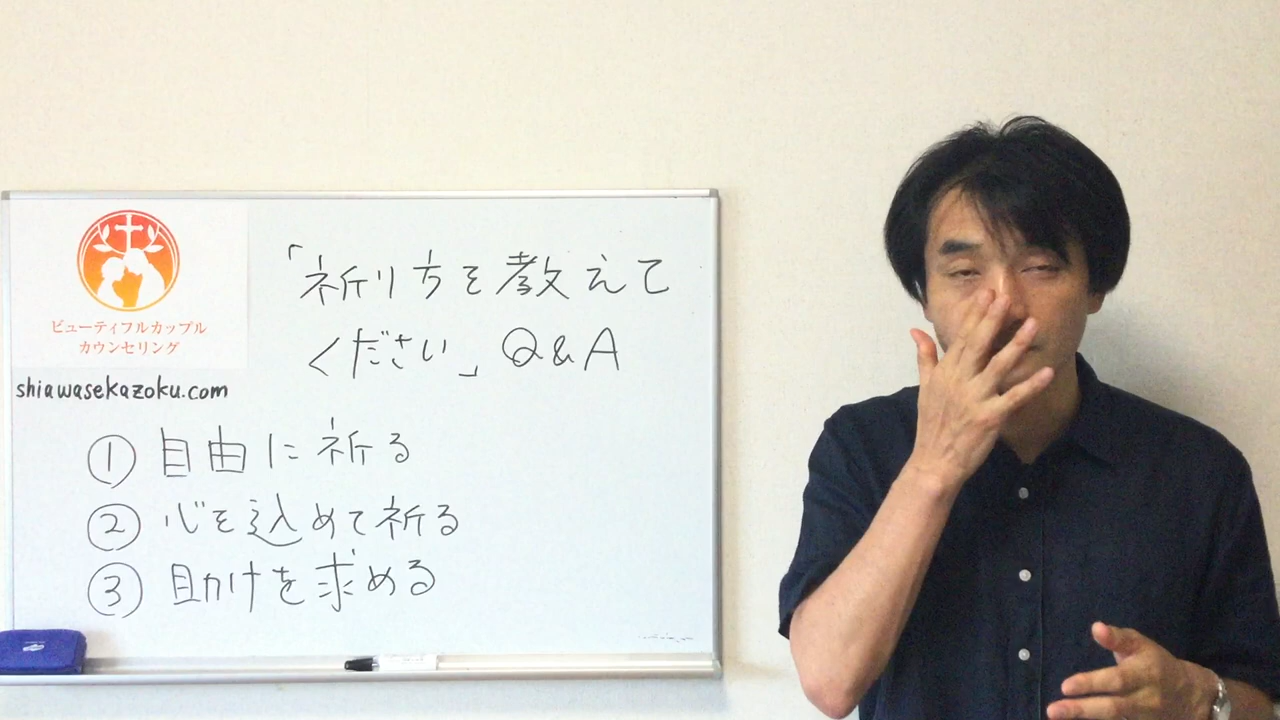 ビューティフルカップル
カウンセリング
shiawasekazoku.com
「祈り方を教えて
ください」Q&A
① 自由に祈る
② 心を込めて祈る
③ 助けを求める